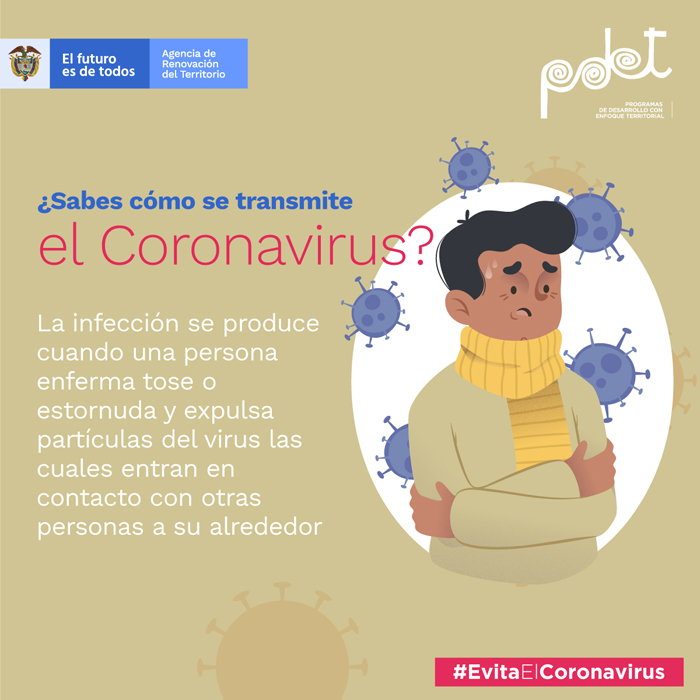 El futuro
es de todos
Agencia de
Renovación
del Territorio
pdet
PROGRAMAS
DE DESARROLLO CON
ENFOQUE TERRITORIAL
¿Sabes cómo se transmite
el Coronavirus?
La infección se produce
cuando una persona
enferma tose o
estornuda y expulsa
partículas del virus las
cuales entran en
contacto con otras
personas a su alrededor
#EvitaElCoronavirus